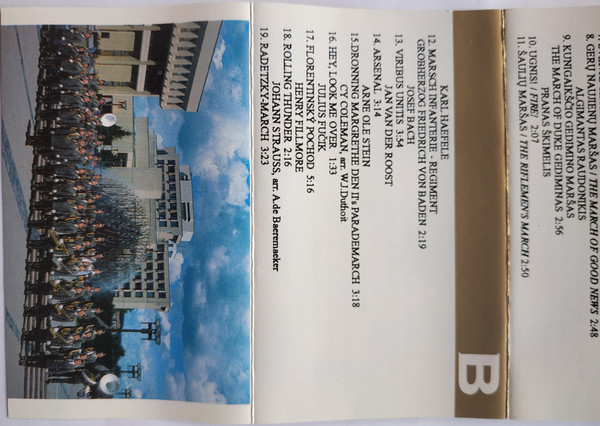 8. GERŲ NAUJIENŲ MARŠAS / THE MARCH OF GOOD NEWS 2:48
ALGIMANTAS RAUDONIKIS
9. KUNIGAIKŠČIO GEDIMINO MARŠAS
THE MARCH OF DUKE GEDIMINAS 2:56
PRANAS ŠKMELIS
10. UGNIS! / FIRE! 2:07
11. ŠAULIŲ MARŠAS / THE RIFLEMEN'S MARCH 2:50
B
KARL HAEFELE
12. MARSCH INFANTERIE - REGIMENT
GROßHERZOG FRIEDRICH VON BADEN 2:19
JOSEF BACH
13. VIRIBUS UNITIS 3:54
JAN VAN DER ROOST
14. ARSENAL 3:14
ARNE OLE STEIN
15. DRONNING MARGRETHE DEN II's PARADEMARCH 3:18
CY COLEMAN, arr. W.J.Duthoit
16. HEY, LOOK ME OVER 1:33
JULIUS FUČIK
17. FLORENTINSKÝ POCHOD 5:16
HENRY FILLMORE
18. ROLLING THUNDER 2:16
JOHANN STRAUSS, arr. A.de Baeremaeker
19. RADETZKY-MARCH 3:23